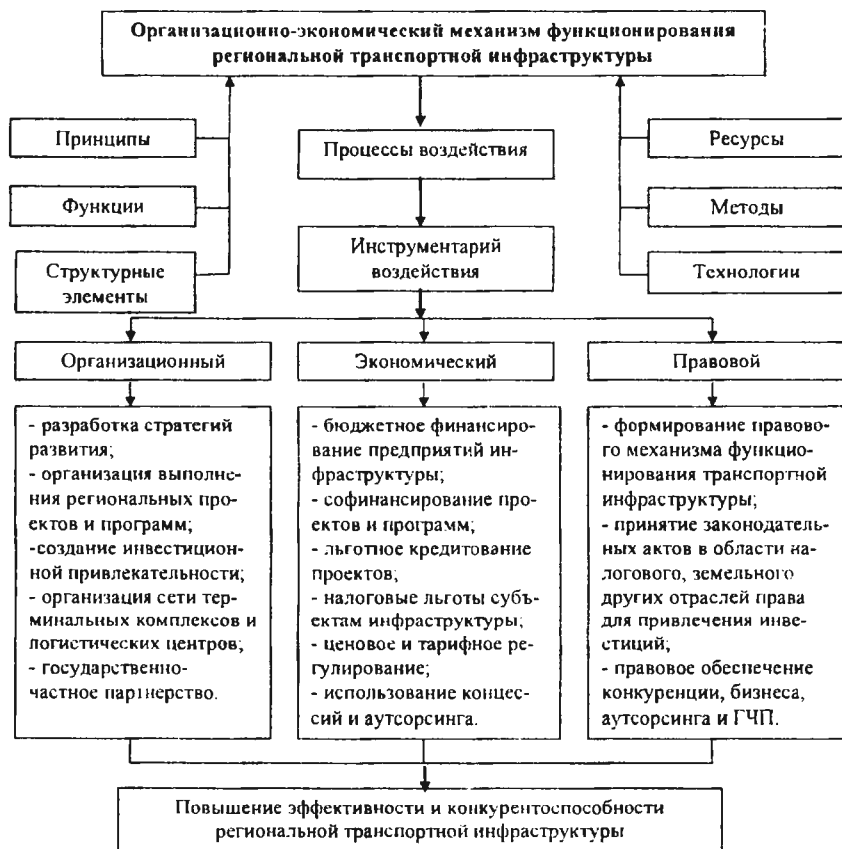 Организационно-экономический механизм функционирования
региональной транспортной инфраструктуры
Принципы
Функции
Структурные
элементы
Процессы воздействия
Инструментарий
воздействия
Ресурсы
Методы
Технологии
Организационный
Экономический
Правовой
- разработка стратегий
развития;
- организация выполне-
ния региональных про-
ектов и программ;
-создание инвестицион-
ной привлекательности;
- организация сети тер-
минальных комплексов и
логистических центров;
- государственно-
частное партнерство.
- бюджетное финансиро-
вание предприятий ин-
фраструктуры;
- софинансирование про-
ектов и программ;
- льготное кредитование
проектов;
- налоговые льготы субъ-
ектам инфраструктуры;
- ценовое и тарифное ре-
гулирование;
- использование концес-
сий и аутсорсинга.
- формирование правово-
го механизма функцио-
нирования транспортной
инфраструктуры;
- принятие законодатель-
ных актов в области на-
логового, земельного
других отраслей права
для привлечения инве-
стиций;
- правовое обеспечение
конкуренции, бизнеса,
аутсорсинга и ГЧП.
Повышение эффективности и конкурентоспособности
региональной транспортной инфраструктуры